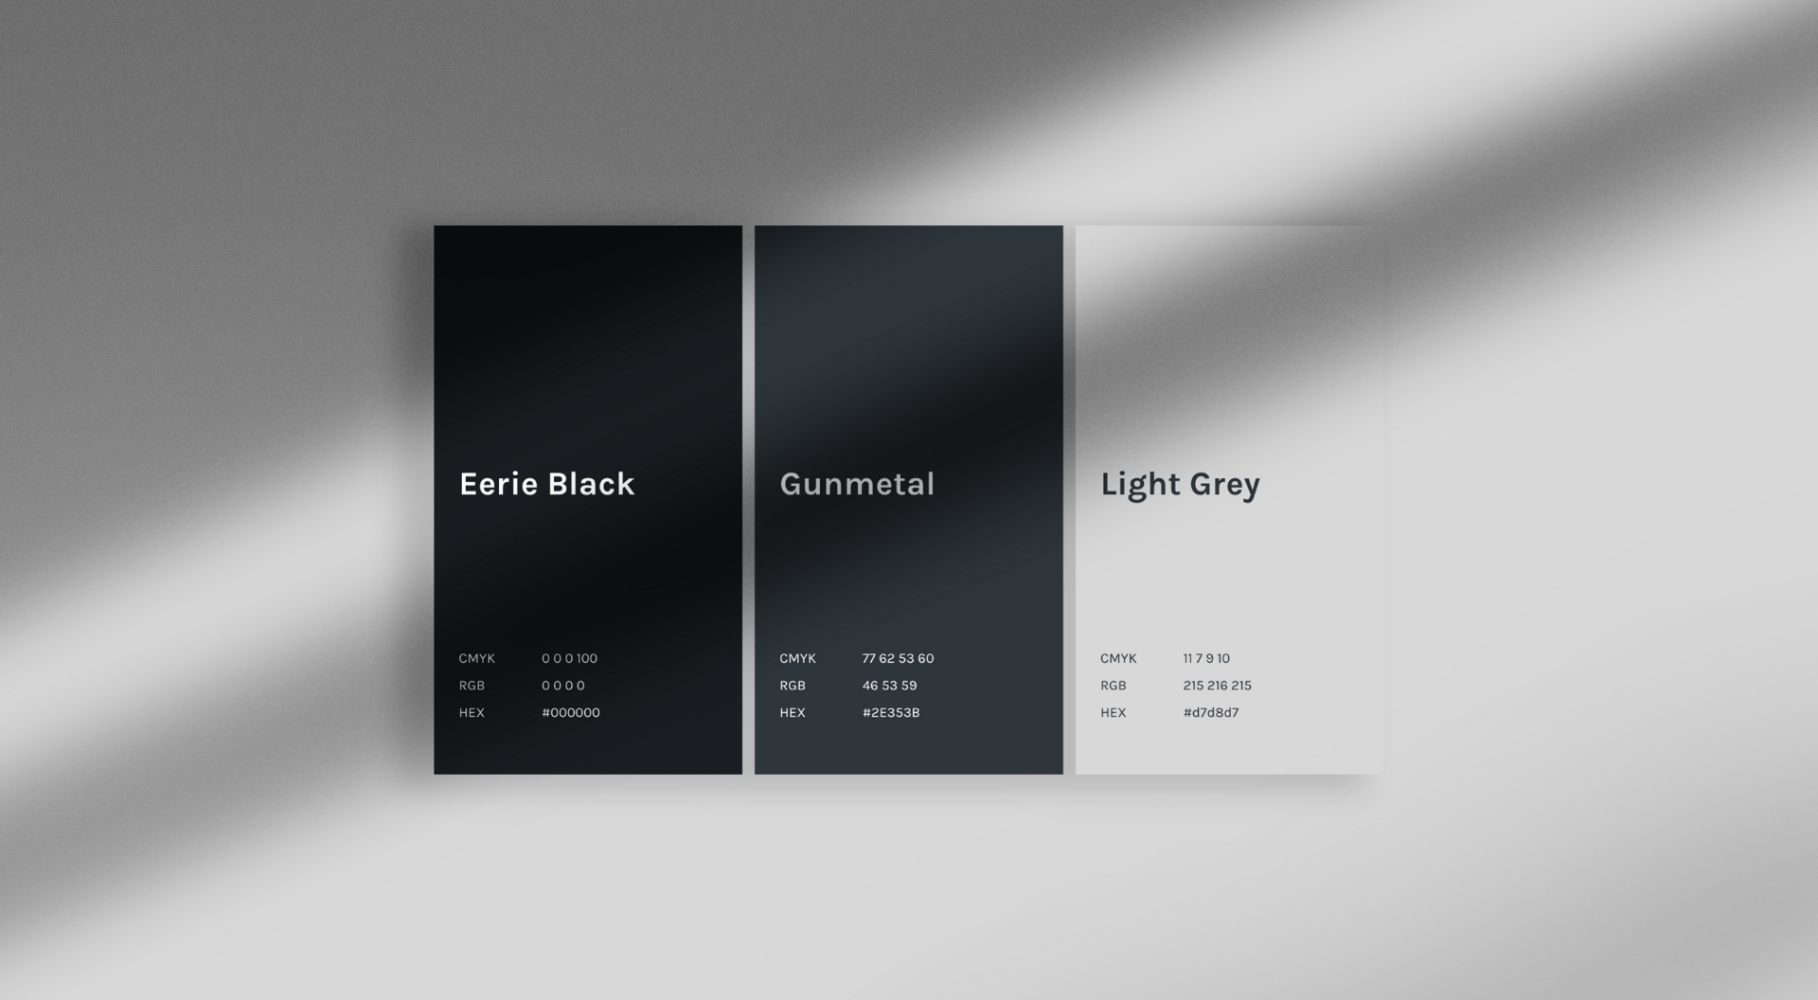 Eerie Black
CMYK 0 0 0 100
RGB 0 0 0 0
HEX #000000
Gunmetal
CMYK 77 62 53 60
RGB 46 53 59
HEX #2E353B
Light Grey
CMYK 11 7 9 10
RGB 215 216 215
HEX #d7d8d7